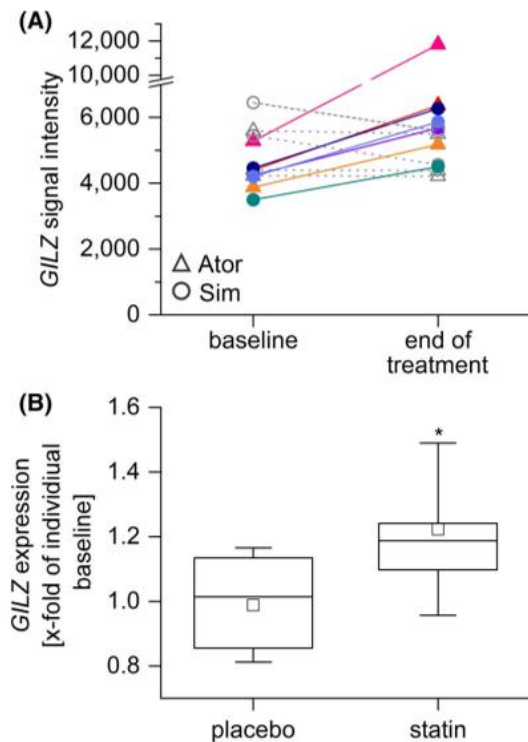 (A)
12,000
10,000
6,000
4,000
2,000
0
GILZ signal intensity
Ator
Sim
baseline
end of
treatment
(B)
1.6
1.4
1.2
1.0
0.8
GILZ expression
[x-fold of individiual
baseline]
*
placebo
statin